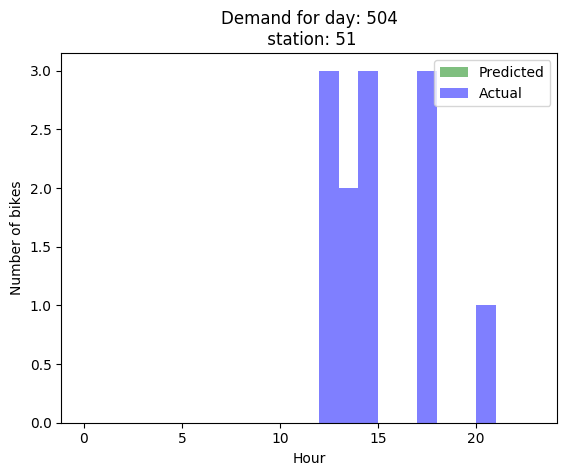 Demand for day: 504
station: 51
Predicted
Actual
3.0
2.5
2.0
1.5
1.0
0.5
0.0
Number of bikes
0 5 10 15 20
Hour